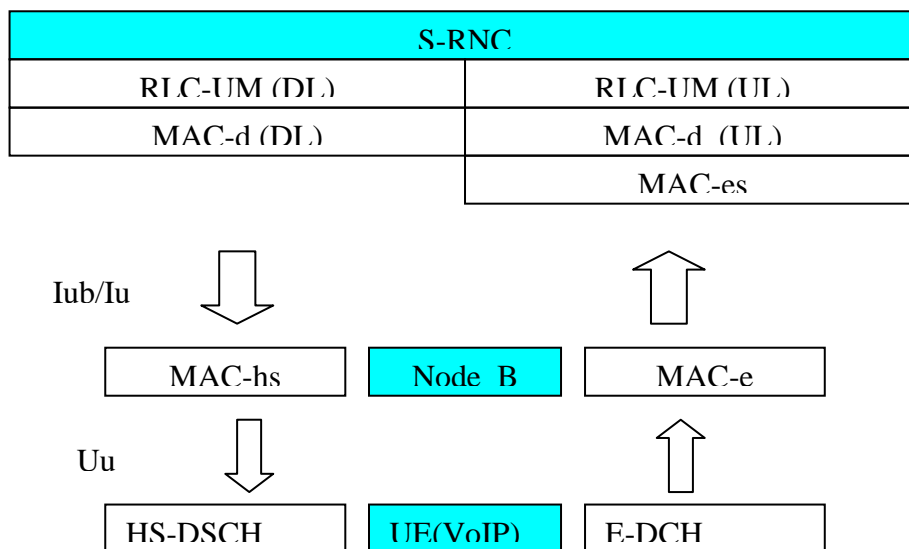 S-RNC
RLC-UM (DL) RLC-UM (UL)
MAC-d (DL) MAC-d (UL)
MAC-es
Iub/Iu
MAC-hs Node B MAC-e
Uu
HS-DSCH UE(VoIP) E-DCH